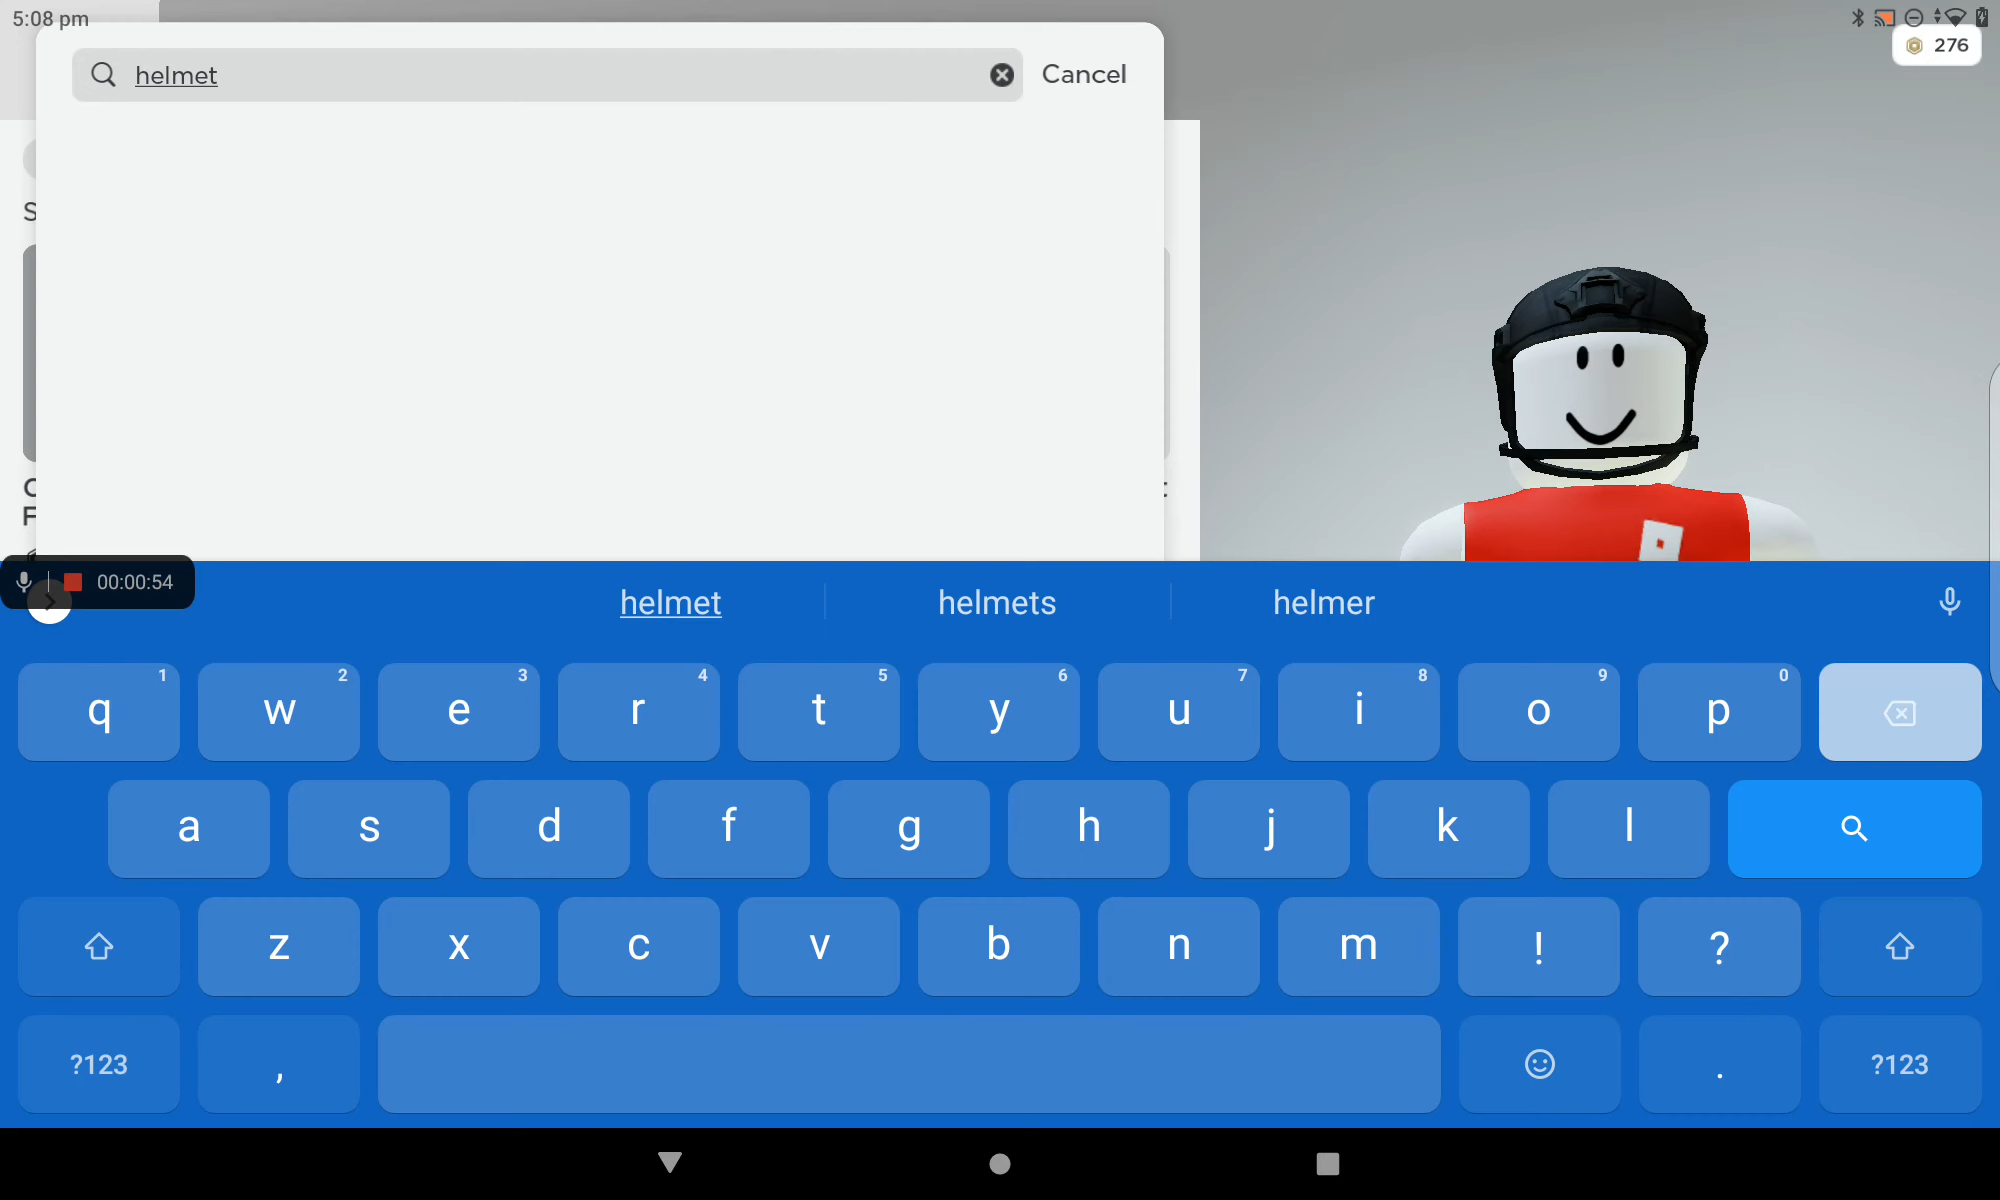 5:08 pm
276
helmet
Cancel
S
C
t
F
00:00:54
helmet
helmets
helmer
q 1 w 2 e 3 r 4 t 5 y 6 u 7 i 8 o 9 p 0
a s d f g h j k l
z x c v b n m ! ?
?123 , . ?123